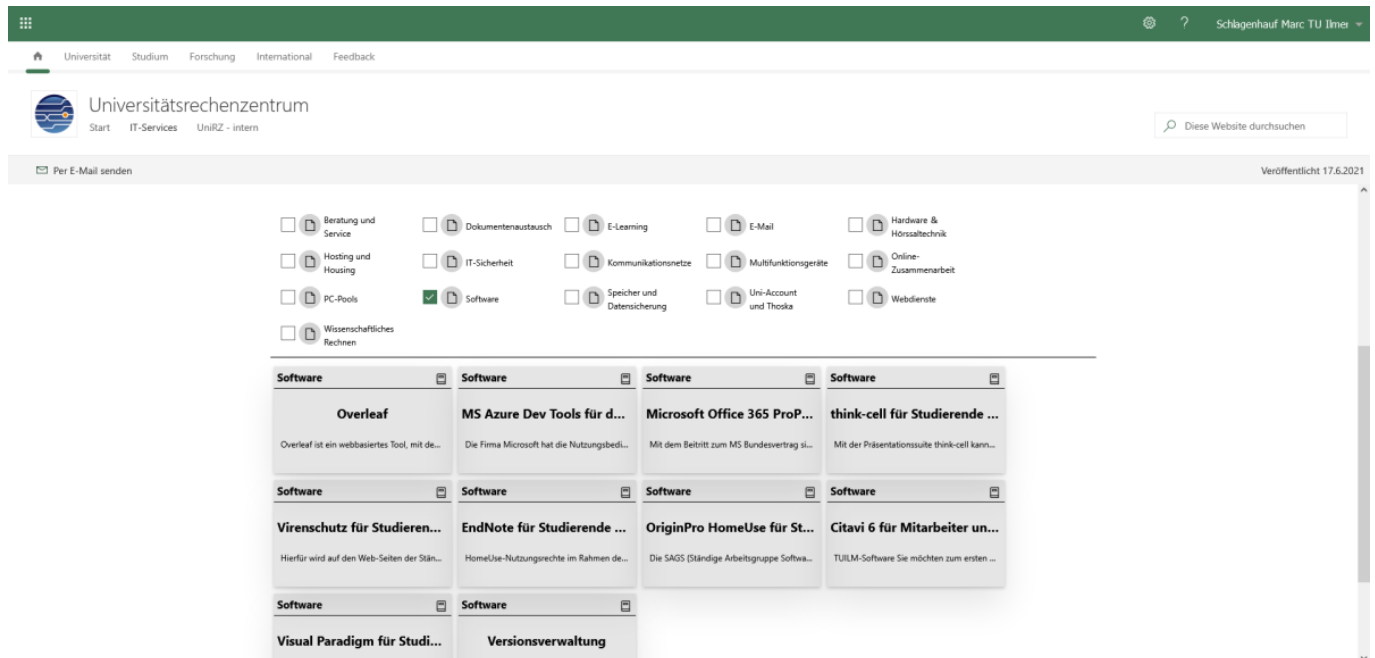 ?
Schlagenhauf Marc TU Ilme
Universität Studium Forschung International Feedback
Universitätsrechenzentrum
Start IT-Services UniRZ - intern
Diese Website durchsuchen
Per E-Mail senden
Veröffentlicht 17.6.2021
Beratung und
Service
Dokumentenaustausch
E-Learning
E-Mail
Hardware &
Hörssaltechnik
Hosting und
Housing
IT-Sicherheit
Kommunikationsnetze
Multifunktionsgeräte
Online-
Zusammenarbeit
PC-Pools
Software
Speicher und
Datensicherung
Uni-Account
und Thoska
Webdienste
Wissenschaftliches
Rechnen
Software
Overleaf
Overleaf ist ein webbasiertes Tool, mit de...
Software
MS Azure Dev Tools für d...
Die Firma Microsoft hat die Nutzungsbedi...
Software
Microsoft Office 365 ProP...
Mit dem Beitritt zum MS Bundesvertrag si...
Software
think-cell für Studierende ...
Mit der Präsentationssuite think-cell kann...
Software
Virenschutz für Studieren...
Hierfür wird auf den Web-Seiten der Stän...
Software
EndNote für Studierende ...
HomeUse-Nutzungsrechte im Rahmen de...
Software
OriginPro HomeUse für St...
Die SAGS (Ständige Arbeitsgruppe Softwa...
Software
Citavi 6 für Mitarbeiter un...
TUILM-Software Sie möchten zum ersten ...
Software
Visual Paradigm für Studi...
Software
Versionsverwaltung